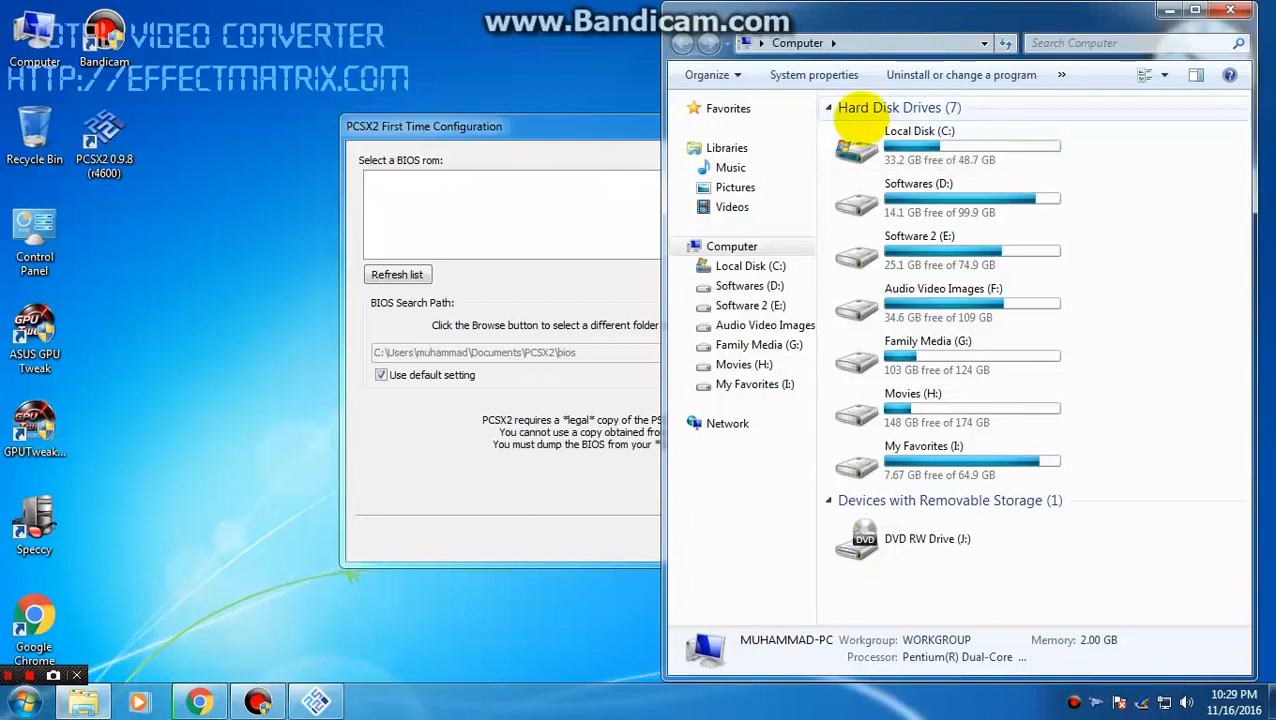 www.Bandicam.com
VIDEO CONVERTER
HTTP://EFFECTMATRIX.COM
Computer
Bandicam
Recycle Bin
PCSX2 0.9.8
(r4600)
Control
Panel
ASUS GPU
Tweak
GPUTweak...
Speccy
Google
Chrome
PCSX2 First Time Configuration
Select a BIOS rom:
Refresh list
BIOS Search Path:
Click the Browse button to select a different folder
C:\Users\muhammad\Documents\PCSX2\bios
Use default setting
PCSX2 requires a *legal* copy of the PS
You cannot use a copy obtained from
You must dump the BIOS from your *
Computer
Search Computer
Organize
System properties
Uninstall or change a program
»
Favorites
Libraries
Music
Pictures
Videos
Computer
Local Disk (C:)
Softwares (D:)
Software 2 (E:)
Audio Video Images
Family Media (G:)
Movies (H:)
My Favorites (I:)
Network
Hard Disk Drives (7)
Local Disk (C:)
33.2 GB free of 48.7 GB
Softwares (D:)
14.1 GB free of 99.9 GB
Software 2 (E:)
25.1 GB free of 74.9 GB
Audio Video Images (F:)
34.6 GB free of 109 GB
Family Media (G:)
103 GB free of 124 GB
Movies (H:)
148 GB free of 174 GB
My Favorites (I:)
7.67 GB free of 64.9 GB
Devices with Removable Storage (1)
DVD
DVD RW Drive (J:)
MUHAMMAD-PC Workgroup: WORKGROUP Memory: 2.00 GB
Processor: Pentium(R) Dual-Core ...
10:29 PM
11/16/2016